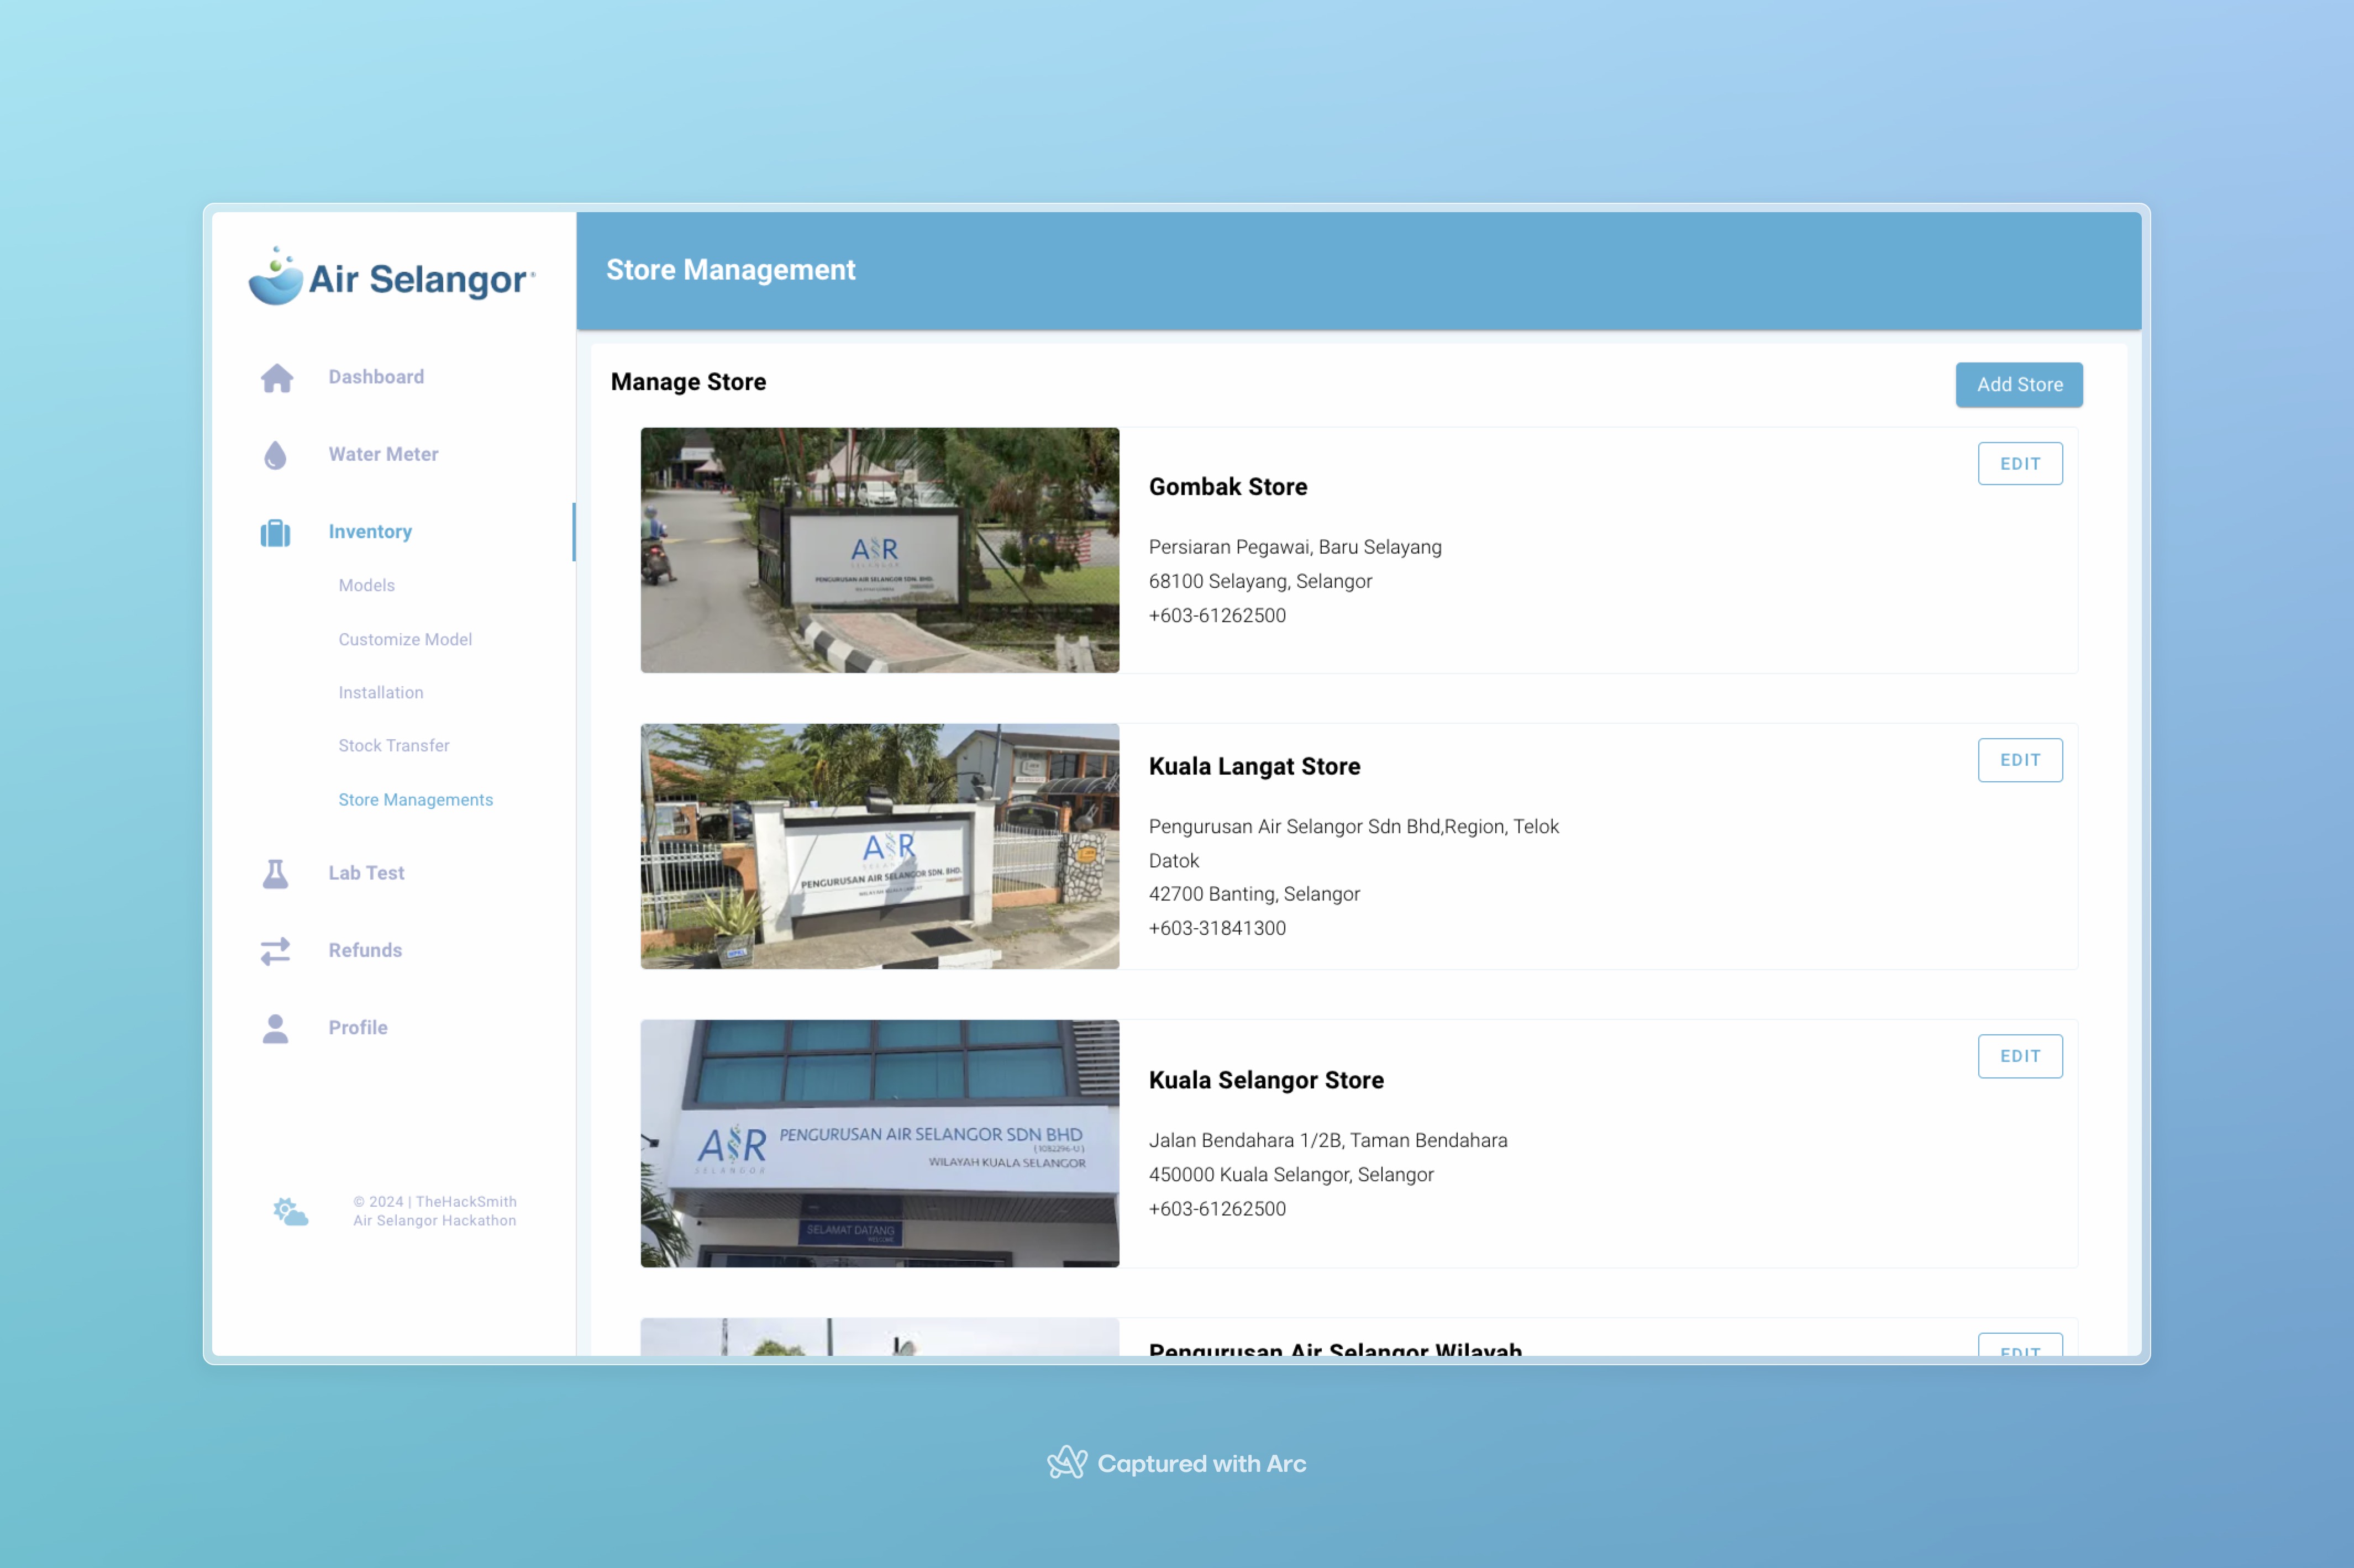 Air Selangor
Dashboard
Water Meter
Inventory
Models
Customize Model
Installation
Stock Transfer
Store Managements
Lab Test
Refunds
Profile
© 2024 | TheHackSmith
Air Selangor Hackathon
Store Management
Manage Store
Add Store
AIR
SELANGOR
PENGURUSAN AIR SELANGOR SDN. BHD.
Gombak Store
EDIT
Persiaran Pegawai, Baru Selayang
68100 Selayang, Selangor
+603-61262500
AIR
SELANGOR
PENGURUSAN AIR SELANGOR SDN. BHD.
Kuala Langat Store
EDIT
Pengurusan Air Selangor Sdn Bhd,Region, Telok
Datok
42700 Banting, Selangor
+603-31841300
AIR
SELANGOR
PENGURUSAN AIR SELANGOR SDN BHD
(1082296-U)
WILAYAH KUALA SELANGOR
SELAMAT DATANG
WELCOME
Kuala Selangor Store
EDIT
Jalan Bendahara 1/2B, Taman Bendahara
450000 Kuala Selangor, Selangor
+603-61262500
Pengurusan Air Selangor Wilayah
EDIT
Captured with Arc